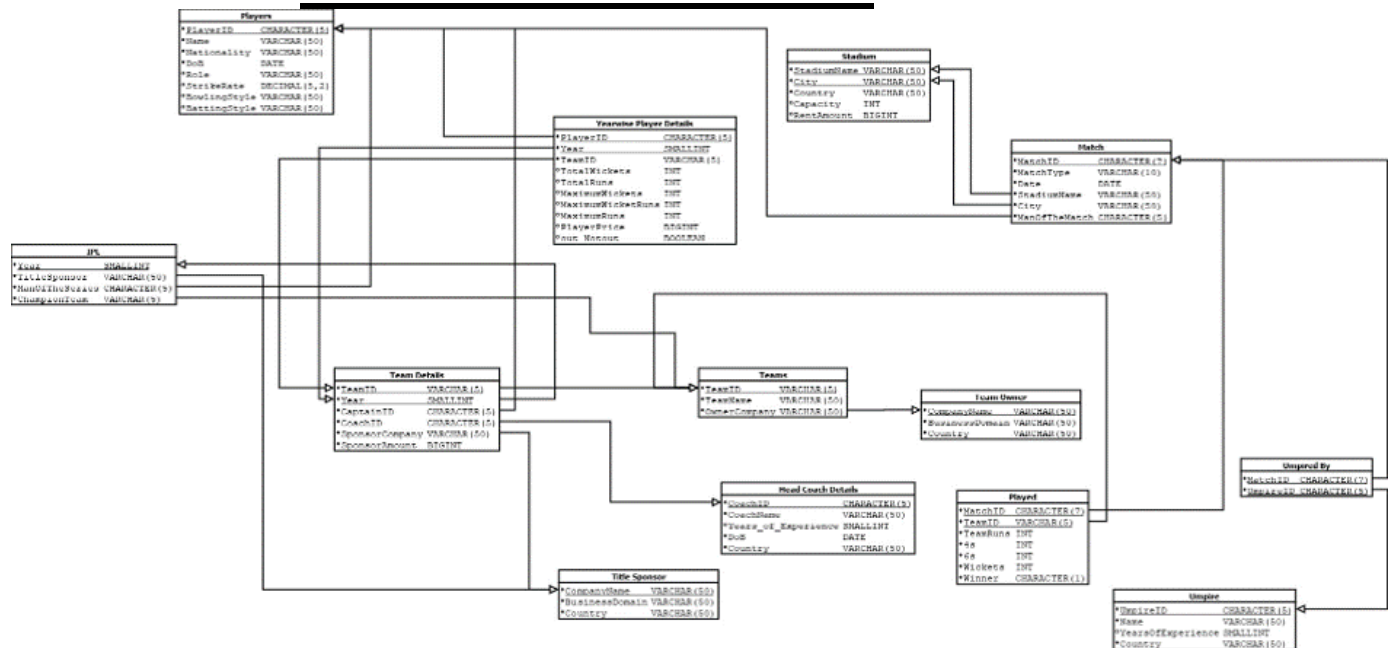 Players
*PlayerID CHARACTER(5)
*Name VARCHAR(50)
*Nationality VARCHAR(50)
*DoB DATE
*Role VARCHAR(50)
*StrikeRate DECIMAL(5,2)
*BowlingStyle VARCHAR(50)
*BattingStyle VARCHAR(50)
Stadium
*StadiumName VARCHAR(50)
*City VARCHAR(50)
*Country VARCHAR(50)
*Capacity INT
*RentAmount BIGINT
Yearwise Player Details
*PlayerID CHARACTER(5)
*Year SMALLINT
*TeamID VARCHAR(5)
°TotalWickets INT
°TotalRuns INT
°MaximumWickets INT
°MaximumWicketRuns INT
°MaximumRuns INT
°PlayerPrice BIGINT
°out_Notout BOOLEAN
Match
*MatchID CHARACTER(7)
*MatchType VARCHAR(10)
*Date DATE
*StadiumName VARCHAR(50)
*City VARCHAR(50)
*ManOfTheMatch CHARACTER(5)
JPL
*Year SMALLINT
*TitleSponsor VARCHAR(50)
*ManOfTheSeries CHARACTER(5)
*ChampionTeam VARCHAR(5)
Team Details
*TeamID VARCHAR(5)
*Year SMALLINT
*CaptainID CHARACTER(5)
*CoachID CHARACTER(5)
*SponsorCompany VARCHAR(50)
*SponsorAmount BIGINT
Teams
*TeamID VARCHAR(5)
*TeamName VARCHAR(50)
*OwnerCompany VARCHAR(50)
Team Owner
*CompanyName VARCHAR(50)
*BusinessDomain VARCHAR(50)
*Country VARCHAR(50)
Umpired By
*MatchID CHARACTER(7)
*UmpireID CHARACTER(5)
Head Coach Details
*CoachID CHARACTER(5)
*CoachName VARCHAR(50)
*Years_of_Experience SMALLINT
*DoB DATE
*Country VARCHAR(50)
Played
*MatchID CHARACTER(7)
*TeamID VARCHAR(5)
*TeamRuns INT
*4s INT
*6s INT
*Wickets INT
*Winner CHARACTER(1)
Title Sponsor
*CompanyName VARCHAR(50)
*BusinessDomain VARCHAR(50)
*Country VARCHAR(50)
Umpire
*UmpireID CHARACTER(5)
*Name VARCHAR(50)
°YearsOfExperience SMALLINT
*Country VARCHAR(50)